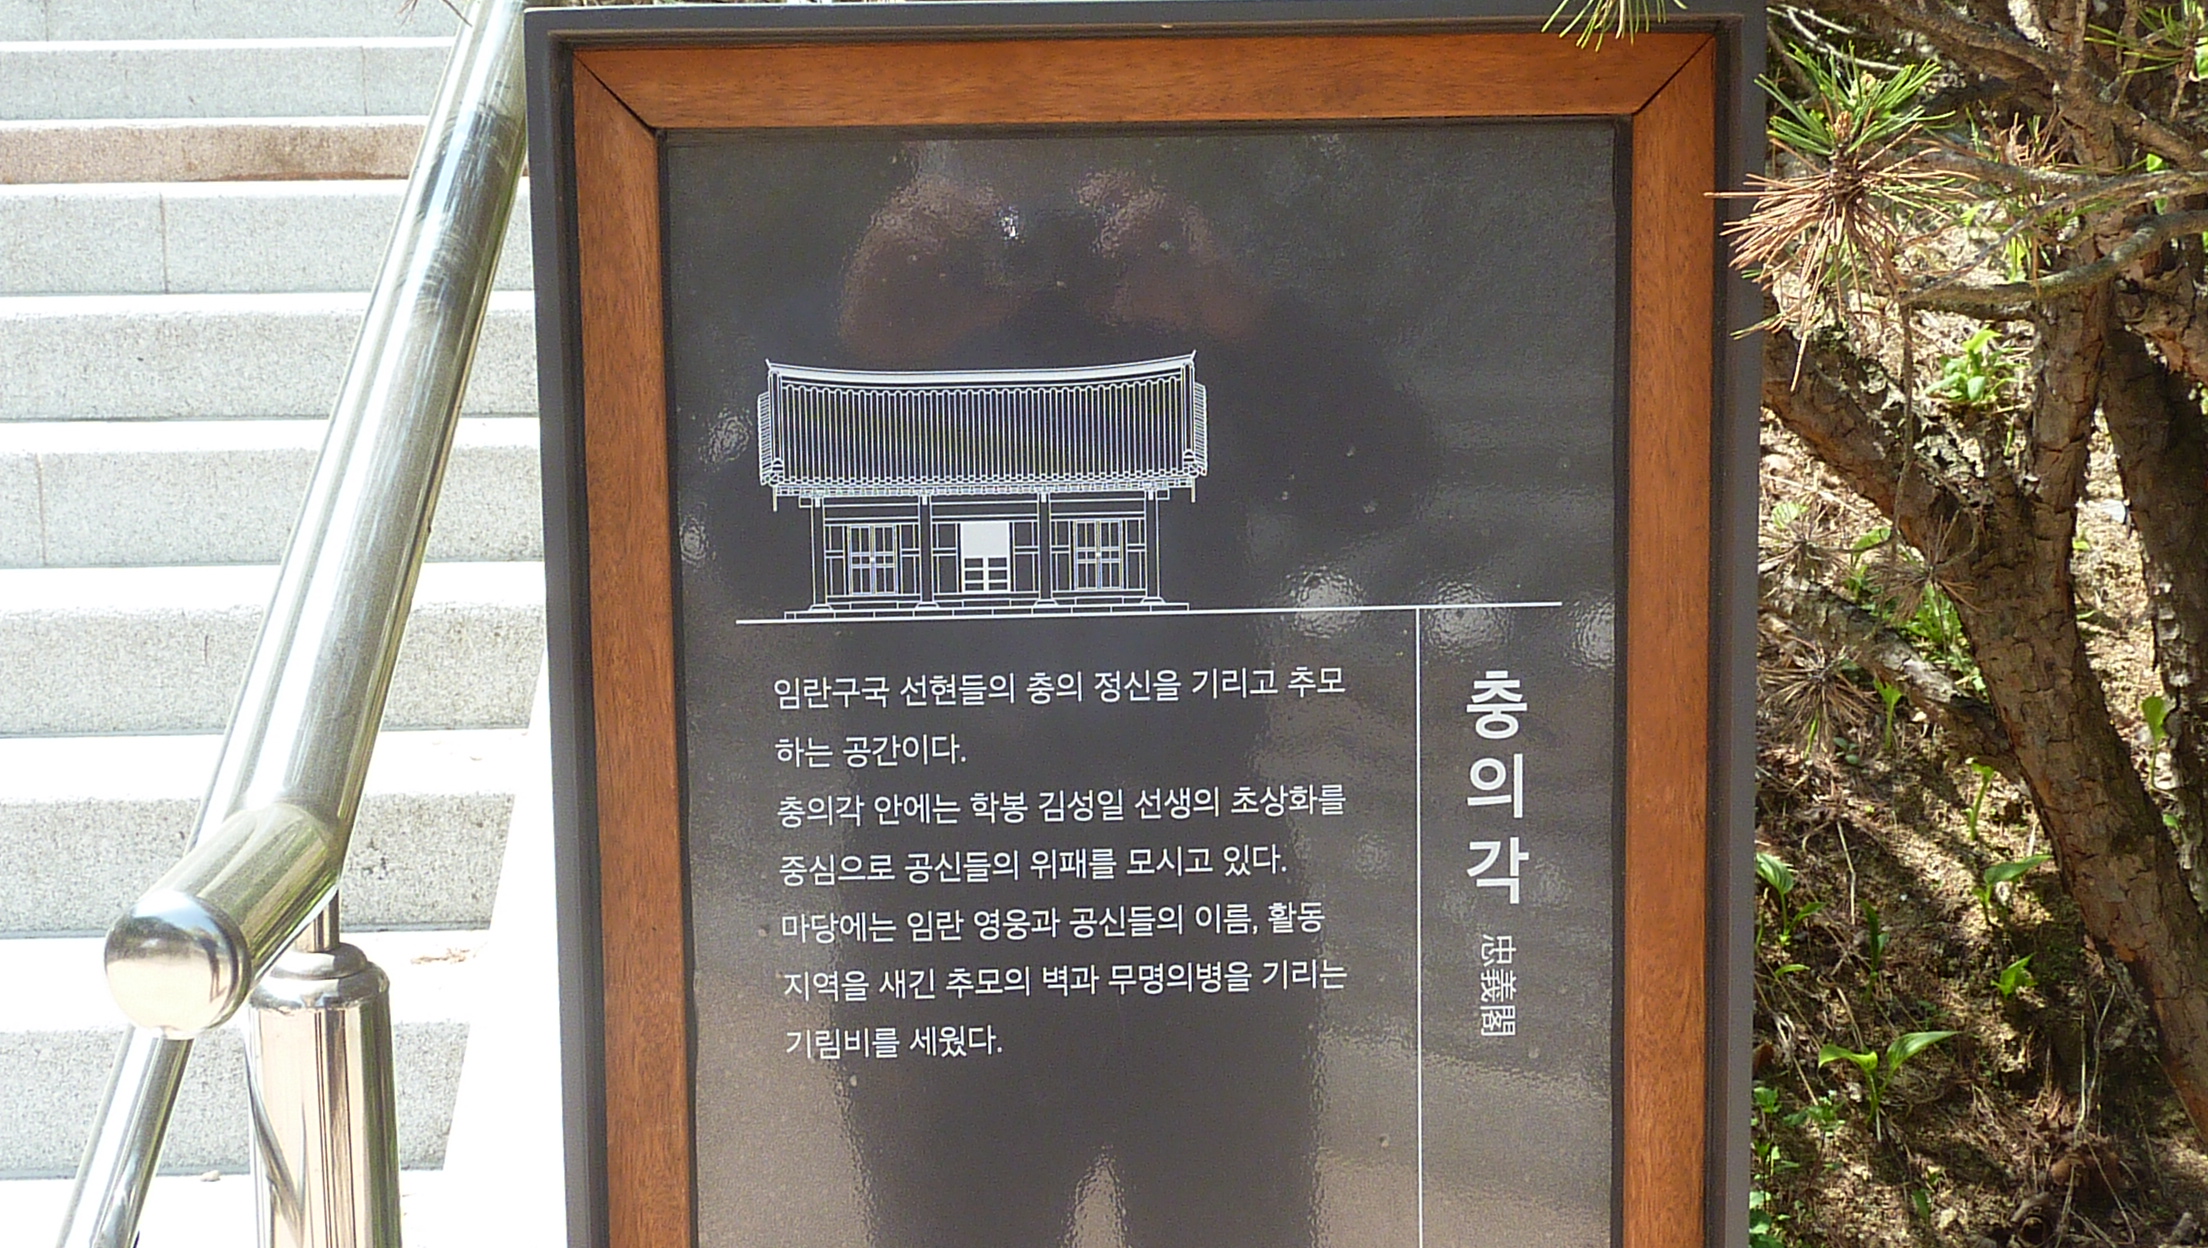 임란구국 선현들의 충의 정신을 기리고 추모
하는 공간이다.
충의각 안에는 학봉 김성일 선생의 초상화를
중심으로 공신들의 위패를 모시고 있다.
마당에는 임란 영웅과 공신들의 이름, 활동
지역을 새긴 추모의 벽과 무명의병을 기리는
기림비를 세웠다.
충의각 忠義閣